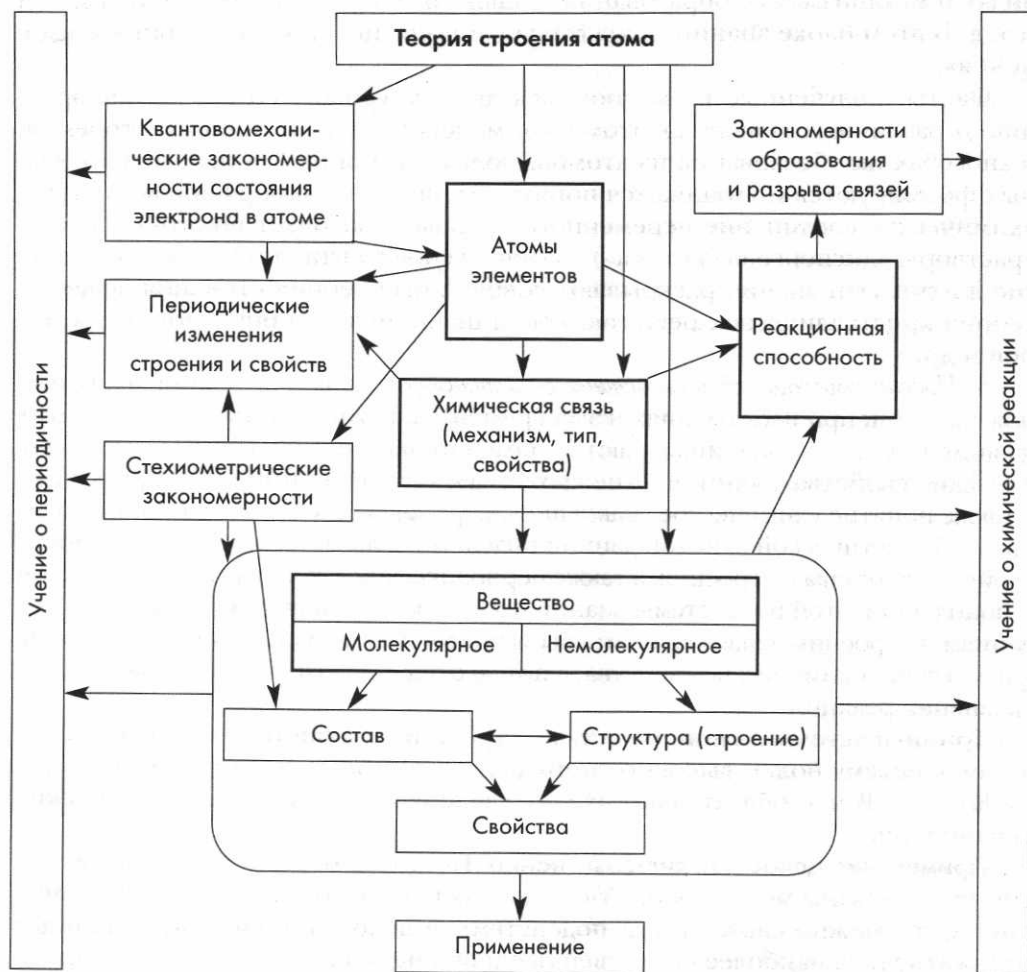 Теория строения атома
Квантовомехани-
ческие закономер-
ности состояния
электрона в атоме
Закономерности
образования
и разрыва связей
Атомы
элементов
Периодические
изменения
строения и свойств
Реакционная
способность
Химическая связь
(механизм, тип,
свойства)
Стехиометрические
закономерности
Учение о периодичности
Учение о химической реакции
Вещество
Молекулярное
Немолекулярное
Состав
Структура (строение)
Свойства
Применение